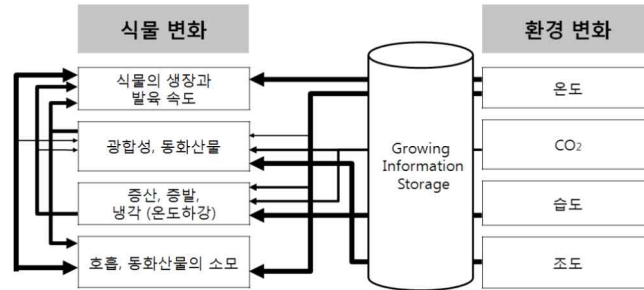 식물 변화
환경 변화
식물의 생장과
발육 속도
광합성, 동화산물
증산, 증발,
냉각 (온도하강)
호흡, 동화산물의 소모
Growing
Information
Storage
온도
CO₂
습도
조도